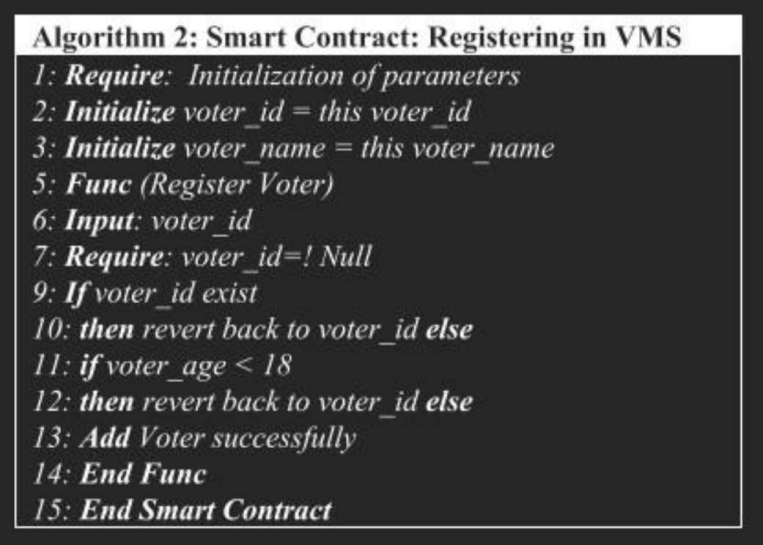 Algorithm 2: Smart Contract: Registering in VMS
1: Require: Initialization of parameters
2: Initialize voter_id = this voter_id
3: Initialize voter_name = this voter_name
5: Func (Register Voter)
6: Input: voter_id
7: Require: voter_id=! Null
9: If voter_id exist
10: then revert back to voter_id else
11: if voter_age < 18
12: then revert back to voter_id else
13: Add Voter successfully
14: End Func
15: End Smart Contract